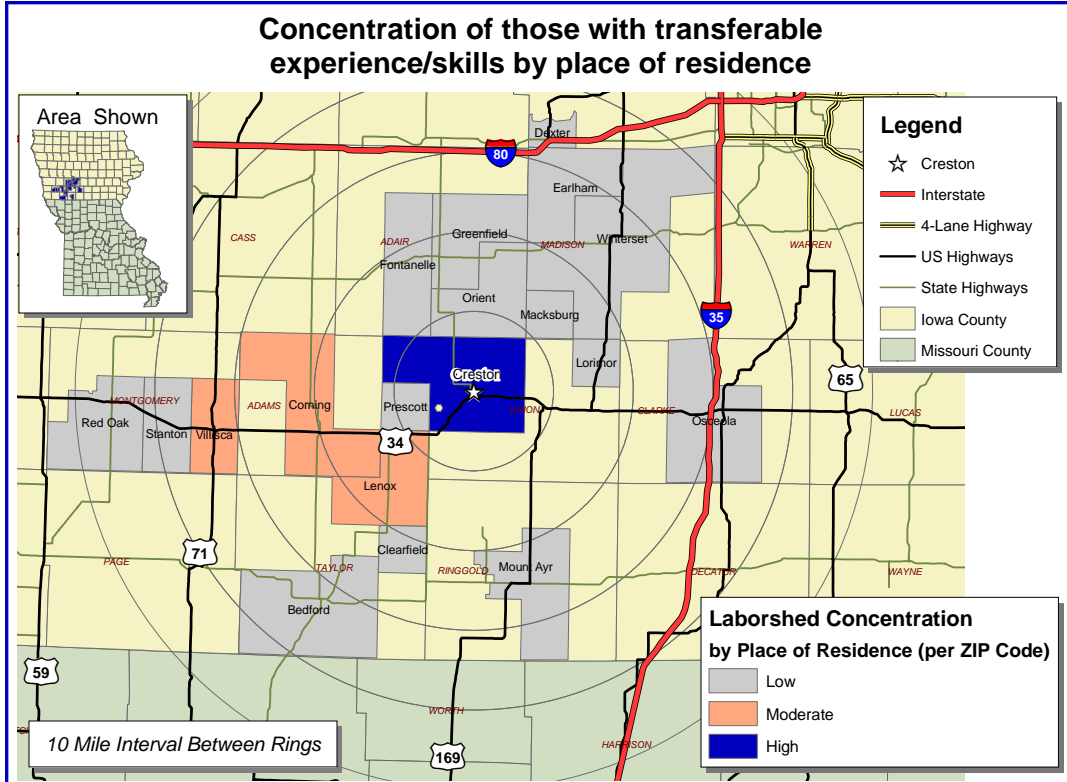 Concentration of those with transferable
experience/skills by place of residence
Area Shown
Legend
Creston
Interstate
4-Lane Highway
US Highways
State Highways
Iowa County
Missouri County
Dexter
80
Earlham
CASS
ADAIR
Greenfield
MADISON
Winterset
WARREN
Fontanelle
Orient
Macksburg
35
Lorimor
Creston
65
MONTGOMERY
ADAMS
Corning
Prescott
UNION
CLARKE
LUCAS
Red Oak
Stanton
Villisca
34
Osceola
Lenox
71
PAGE
TAYLOR
Clearfield
RINGGOLD
Mount Ayr
DECATUR
WAYNE
Bedford
Laborshed Concentration
by Place of Residence (per ZIP Code)
Low
Moderate
High
59
WORTH
10 Mile Interval Between Rings
169
HARRISON